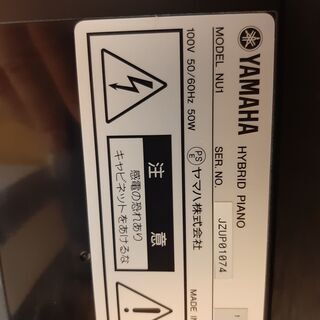 YAMAHA
HYBRID PIANO
MODEL NU1
SER. NO. JZUP01074
100V 50/60Hz 50W
PSE ヤマハ株式会社
MADE IN
注意
感電の恐れあり
キャビネットをあけるな